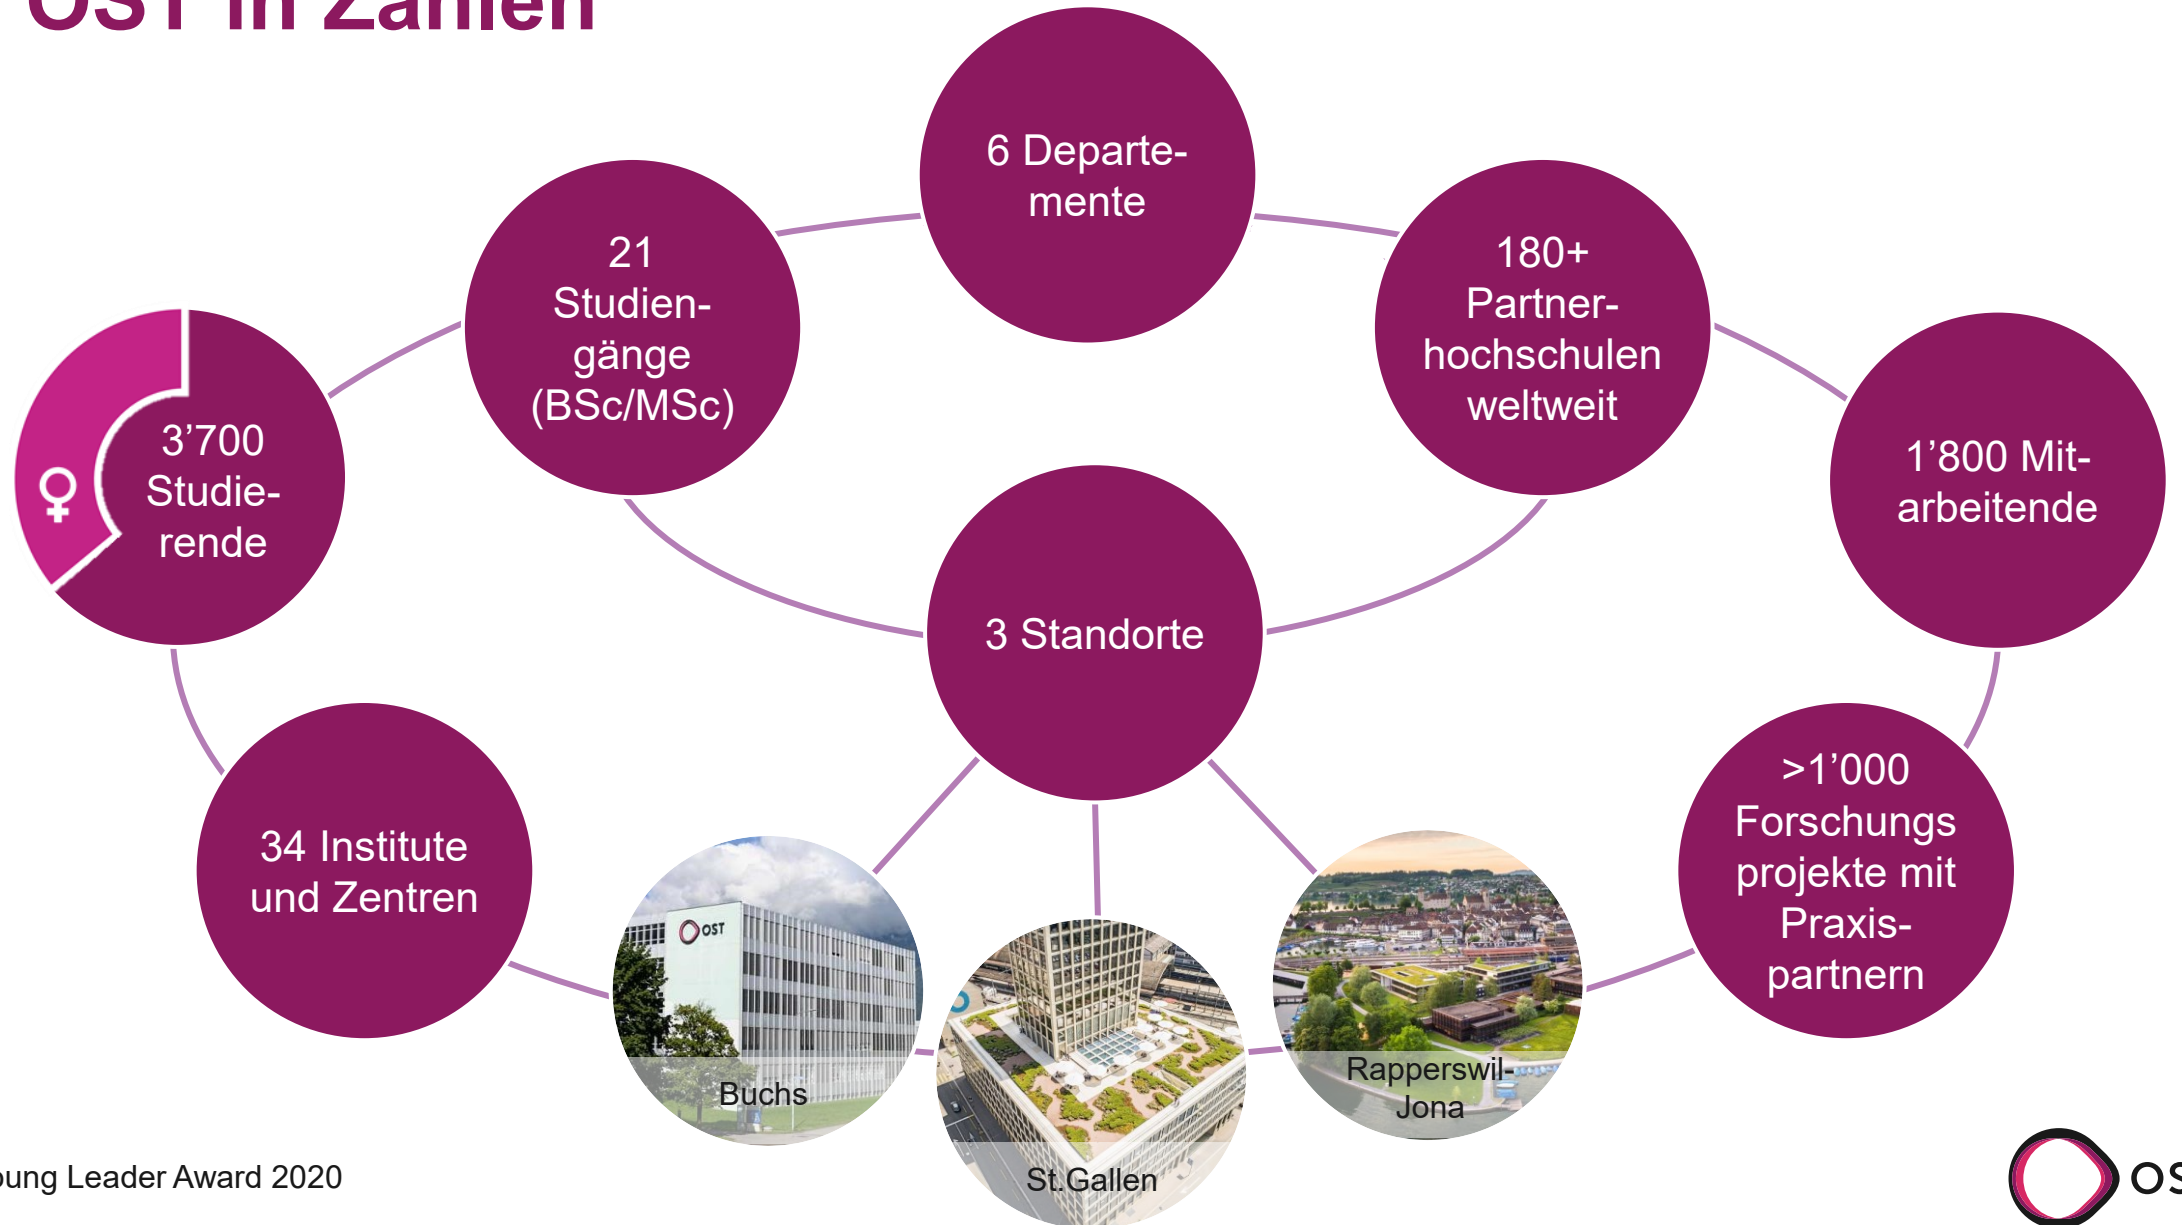 OST in Zahlen
6 Departe-
mente
21
Studien-
gänge
(BSc/MSc)
180+
Partner-
hochschulen
weltweit
3’700
Studie-
rende
1’800 Mit-
arbeitende
3 Standorte
34 Institute
und Zentren
>1’000
Forschungs
projekte mit
Praxis-
partnern
OST
Buchs
St.Gallen
Rapperswil-
Jona
oung Leader Award 2020
OS